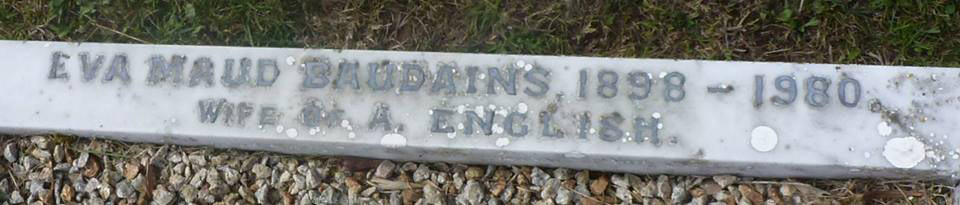 EVA MAUD BAUDAINS 1898 - 1980
WIFE OF A. ENGLISH.